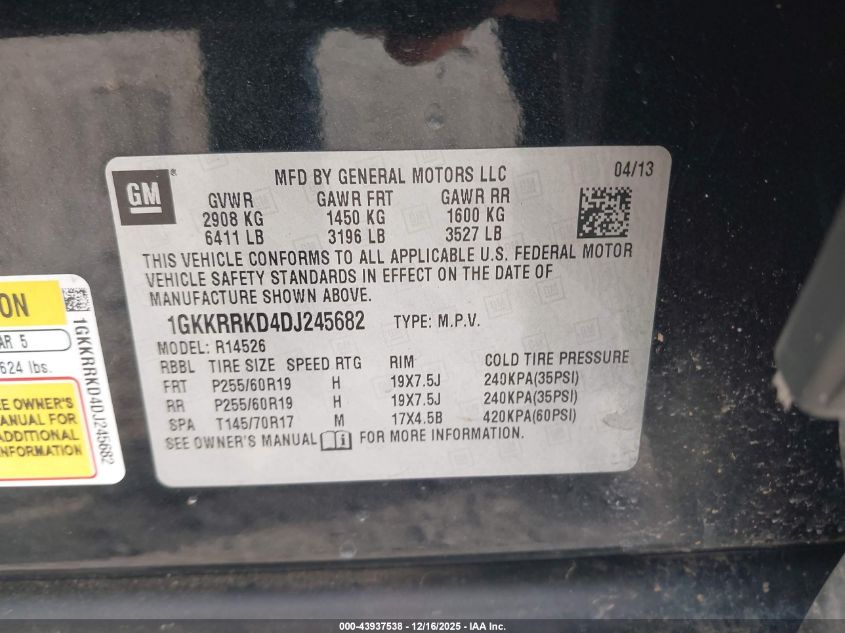 GM
MFD BY GENERAL MOTORS LLC
04/13
GVWR GAWR FRT GAWR RR
2908 KG 1450 KG 1600 KG
6411 LB 3196 LB 3527 LB
THIS VEHICLE CONFORMS TO ALL APPLICABLE U.S. FEDERAL MOTOR
VEHICLE SAFETY STANDARDS IN EFFECT ON THE DATE OF
MANUFACTURE SHOWN ABOVE.
1GKKRRKD4DJ245682 TYPE: M.P.V.
MODEL: R14526
RBBL TIRE SIZE SPEED RTG RIM COLD TIRE PRESSURE
FRT P255/60R19 H 19X7.5J 240KPA(35PSI)
RR P255/60R19 H 19X7.5J 240KPA(35PSI)
SPA T145/70R17 M 17X4.5B 420KPA(60PSI)
SEE OWNER'S MANUAL FOR MORE INFORMATION.
ON
AR 5
624 lbs.
E OWNER'S
ANUAL FOR
ADDITIONAL
NFORMATION
1GKKRRKD4DJ245682
000-43937538 - 12/16/2025 - IAA Inc.